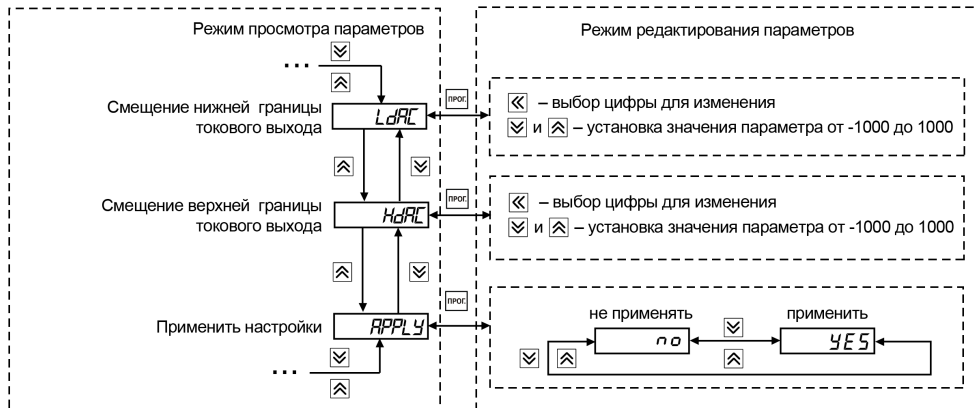 Режим просмотра параметров
Режим редактирования параметров
...
Смещение нижней границы
токового выхода
LdAC
ПРОГ.
– выбор цифры для изменения
и – установка значения параметра от -1000 до 1000
Смещение верхней границы
токового выхода
HdAC
ПРОГ.
– выбор цифры для изменения
и – установка значения параметра от -1000 до 1000
ПРОГ.
Применить настройки
APPLY
не применять
применить
no
YES
...